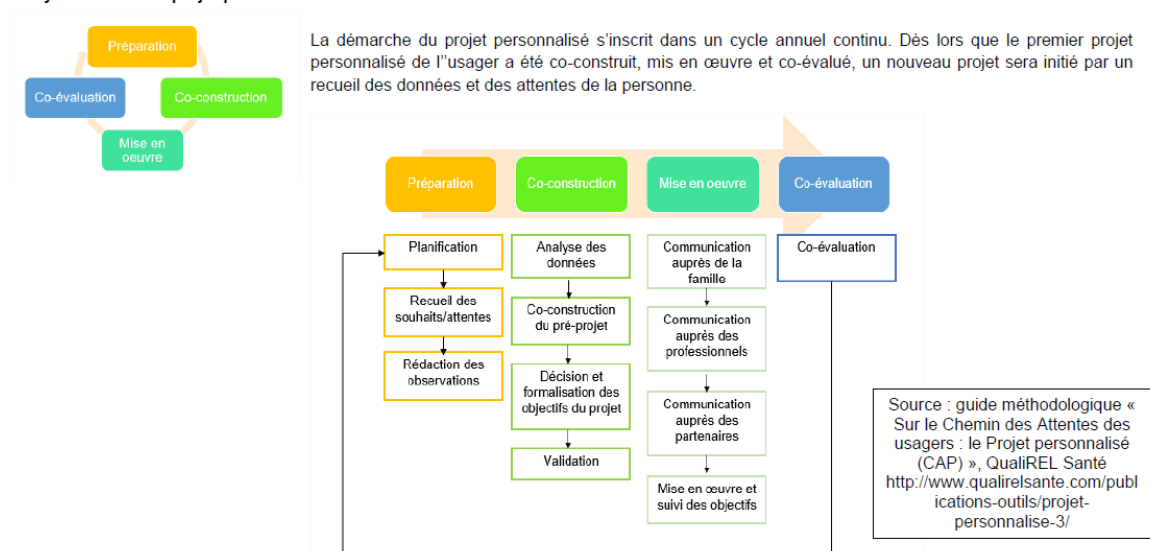 Préparation
Co-évaluation
Co-construction
Mise en
oeuvre
La démarche du projet personnalisé s’inscrit dans un cycle annuel continu. Dès lors que le premier projet
personnalisé de l’'usager a été co-construit, mis en œuvre et co-évalué, un nouveau projet sera initié par un
recueil des données et des attentes de la personne.
Préparation
Co-construction
Mise en oeuvre
Co-évaluation
Planification
Recueil des
souhaits/attentes
Rédaction des
observations
Analyse des
données
Co-construction
du pré-projet
Décision et
formalisation des
objectifs du projet
Validation
Communication
auprès de la
famille
Communication
auprès des
professionnels
Communication
auprès des
partenaires
Mise en œuvre et
suivi des objectifs
Co-évaluation
Source : guide méthodologique «
Sur le Chemin des Attentes des
usagers : le Projet personnalisé
(CAP) », QualiREL Santé
http://www.qualirelsante.com/publ
ications-outils/projet-
personnalise-3/